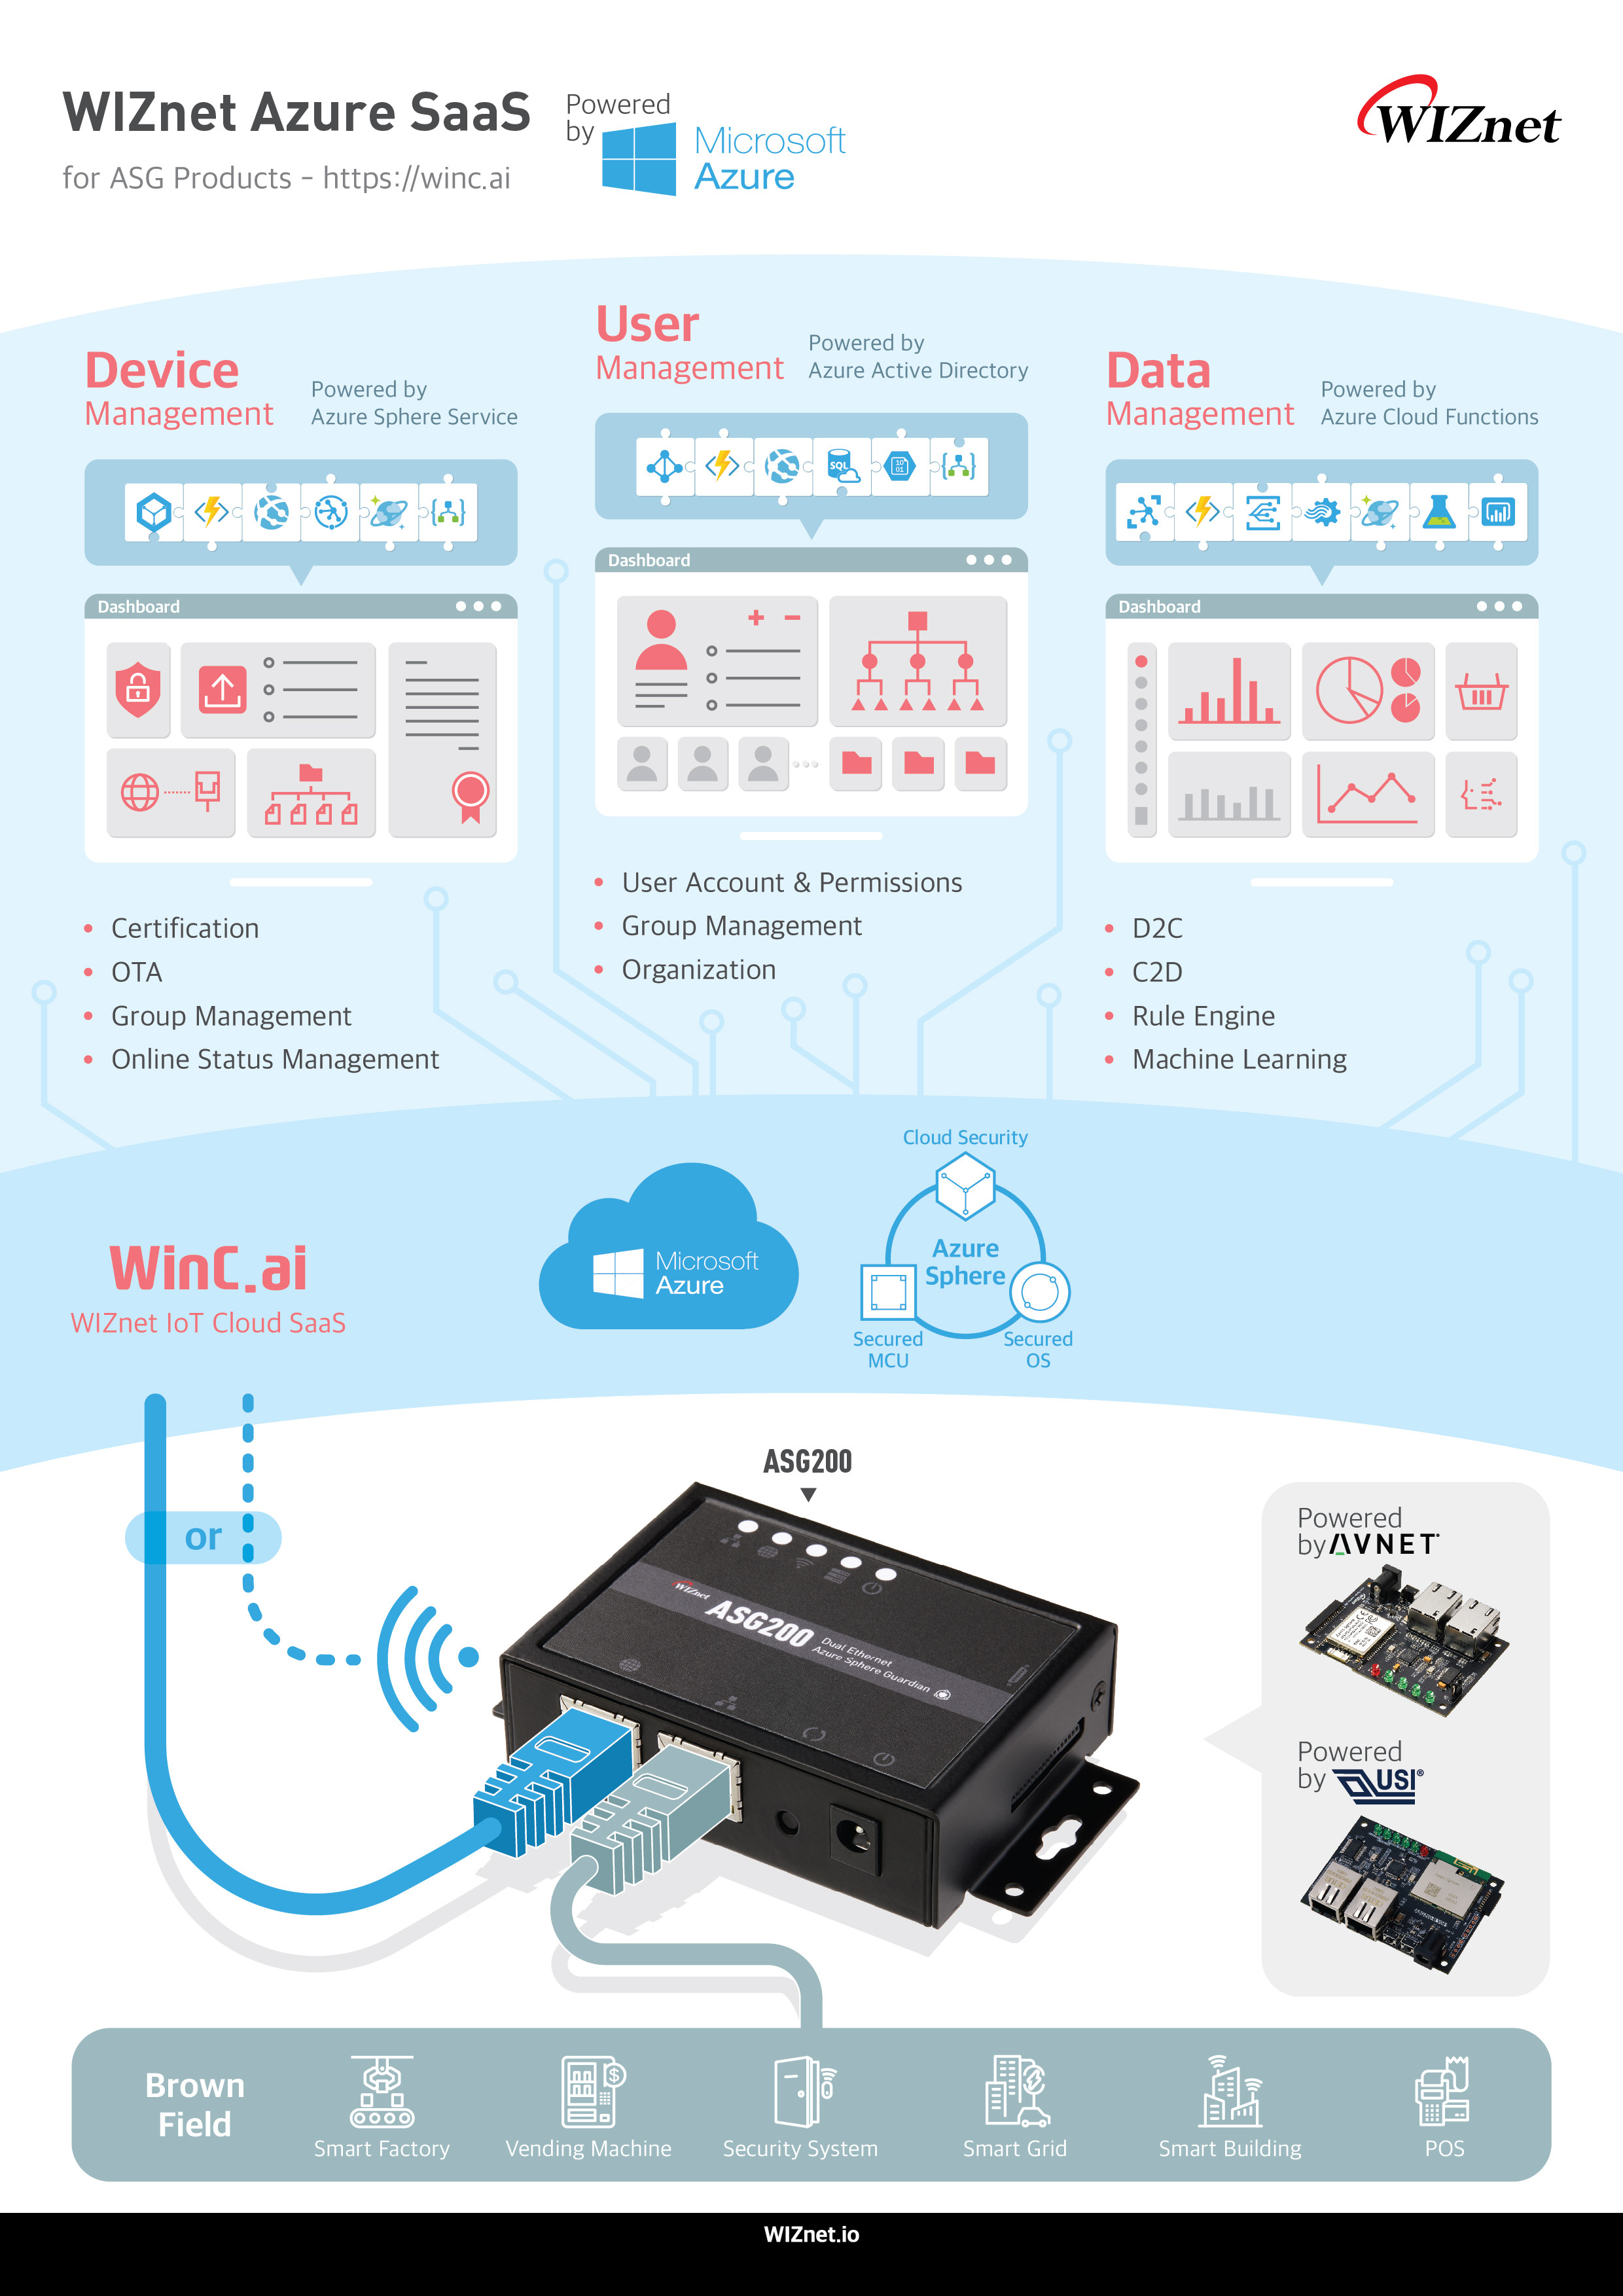 WIZnet Azure SaaS
for ASG Products - https://winc.ai
Powered
by
Microsoft
Azure
WIZnet
Device
Management
Powered by
Azure Sphere Service
Dashboard
Certification
OTA
Group Management
Online Status Management
User
Management
Powered by
Azure Active Directory
SQL
10
01
Dashboard
User Account & Permissions
Group Management
Organization
Data
Management
Powered by
Azure Cloud Functions
Dashboard
D2C
C2D
Rule Engine
Machine Learning
WinC.ai
WIZnet IoT Cloud SaaS
Microsoft
Azure
Cloud Security
Azure
Sphere
Secured
MCU
Secured
OS
or
ASG200
WIZnet
ASG200
Dual Ethernet
Azure Sphere Guardian
Powered
by AVNET
Powered
by USI®
Brown
Field
Smart Factory
Vending Machine
Security System
Smart Grid
Smart Building
POS
WIZnet.io